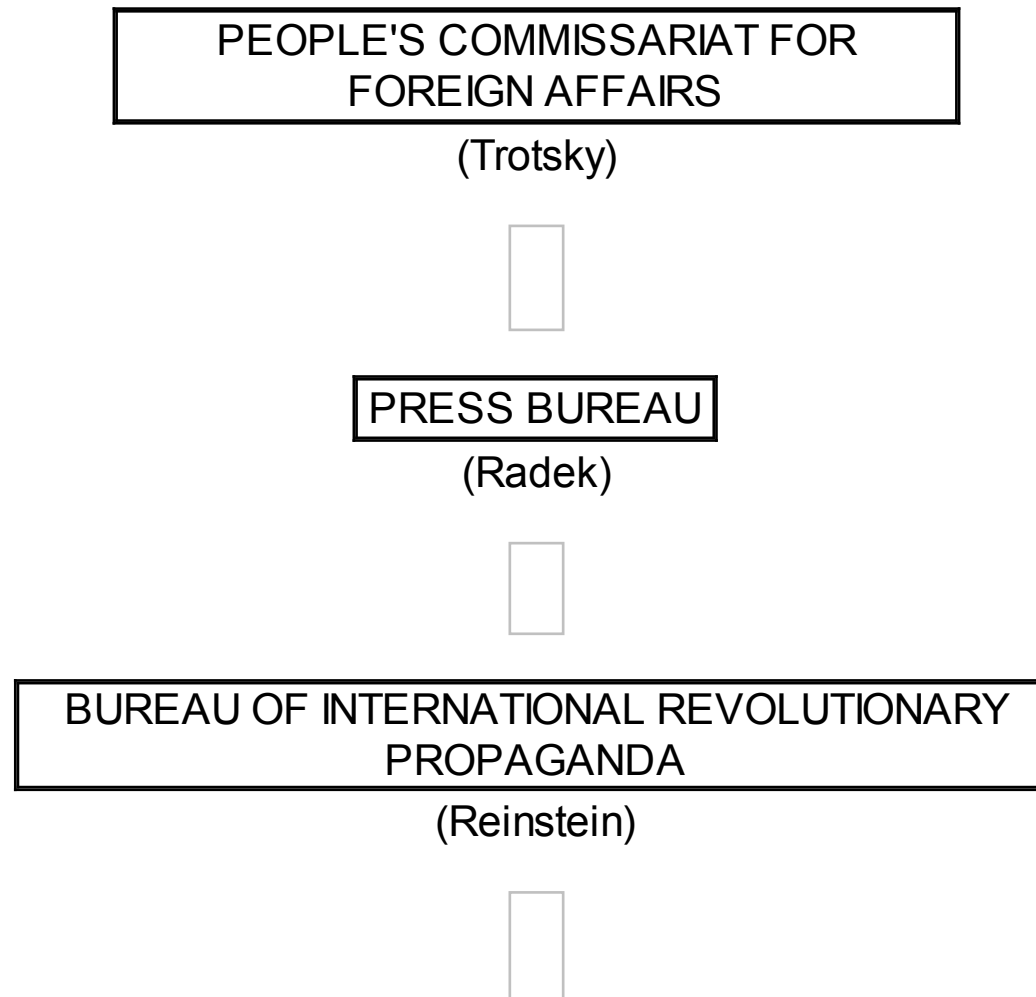 PEOPLE'S COMMISSARIAT FOR
FOREIGN AFFAIRS
(Trotsky)
PRESS BUREAU
(Radek)
BUREAU OF INTERNATIONAL REVOLUTIONARY
PROPAGANDA
(Reinstein)